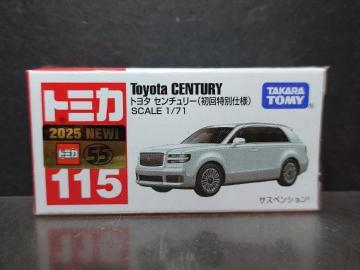 トミカ
2025 NEW!
トミカ 55
115
Toyota CENTURY
トヨタ センチュリー(初回特別仕様)
SCALE 1/71
TAKARA
TOMY
サスペンション